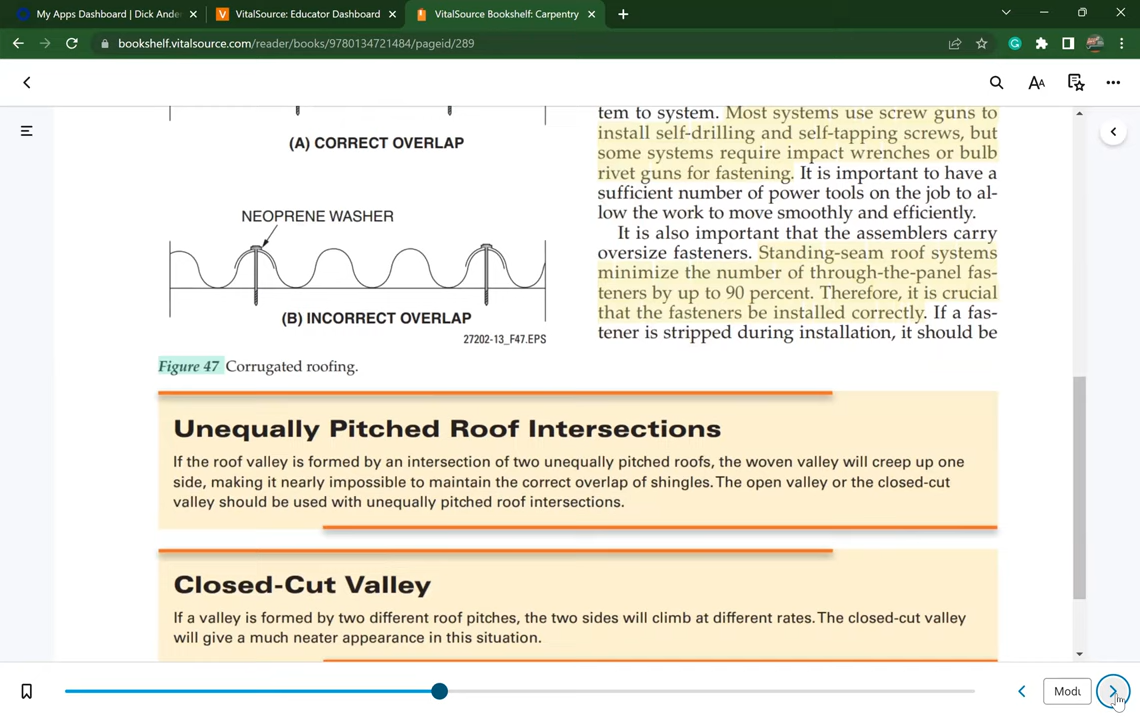 My Apps Dashboard | Dick Ander
VitalSource: Educator Dashboard
VitalSource Bookshelf: Carpentry
bookshelf.vitalsource.com/reader/books/9780134721484/pageid/289
(A) CORRECT OVERLAP
NEOPRENE WASHER
(B) INCORRECT OVERLAP
27202-13_F47.EPS
Figure 47 Corrugated roofing.
tem to system. Most systems use screw guns to
install self-drilling and self-tapping screws, but
some systems require impact wrenches or bulb
rivet guns for fastening. It is important to have a
sufficient number of power tools on the job to al-
low the work to move smoothly and efficiently.
It is also important that the assemblers carry
oversize fasteners. Standing-seam roof systems
minimize the number of through-the-panel fas-
teners by up to 90 percent. Therefore, it is crucial
that the fasteners be installed correctly. If a fas-
tener is stripped during installation, it should be
Unequally Pitched Roof Intersections
If the roof valley is formed by an intersection of two unequally pitched roofs, the woven valley will creep up one
side, making it nearly impossible to maintain the correct overlap of shingles. The open valley or the closed-cut
valley should be used with unequally pitched roof intersections.
Closed-Cut Valley
If a valley is formed by two different roof pitches, the two sides will climb at different rates. The closed-cut valley
will give a much neater appearance in this situation.
Modu